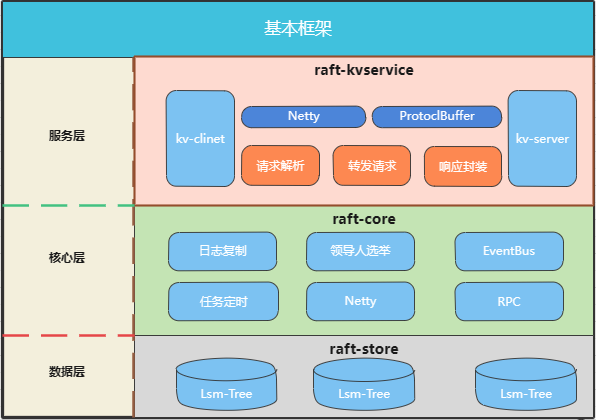 基本框架
服务层
raft-kvservice
kv-clinet
Netty
ProtoclBuffer
kv-server
请求解析
转发请求
响应封装
核心层
raft-core
日志复制
领导人选举
EventBus
任务定时
Netty
RPC
数据层
raft-store
Lsm-Tree
Lsm-Tree
Lsm-Tree